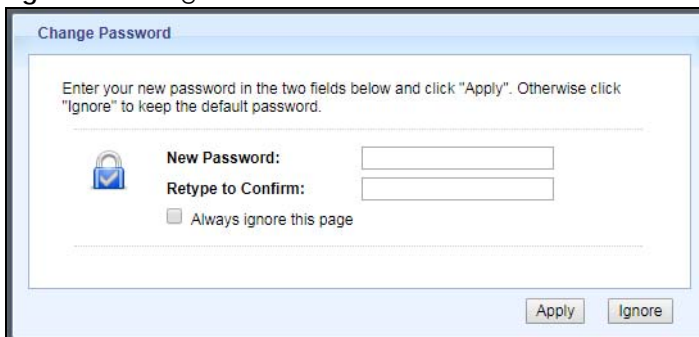 Change Password
Enter your new password in the two fields below and click "Apply". Otherwise click
"Ignore" to keep the default password.
New Password:
Retype to Confirm:
Always ignore this page
Apply Ignore